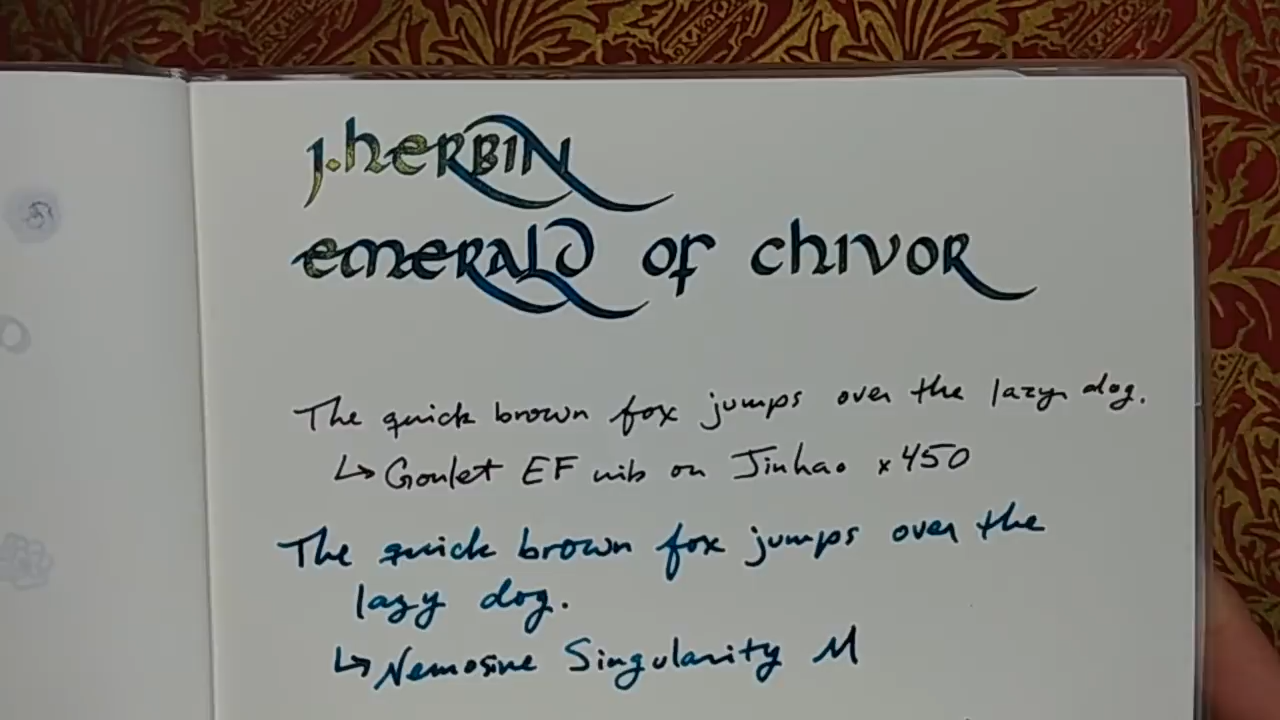 J. Herbin
Emerald of Chivor
The quick brown fox jumps over the lazy dog.
↳ Goulet EF nib on Jinhao x450
The quick brown fox jumps over the
lazy dog.
↳ Nemosine Singularity M